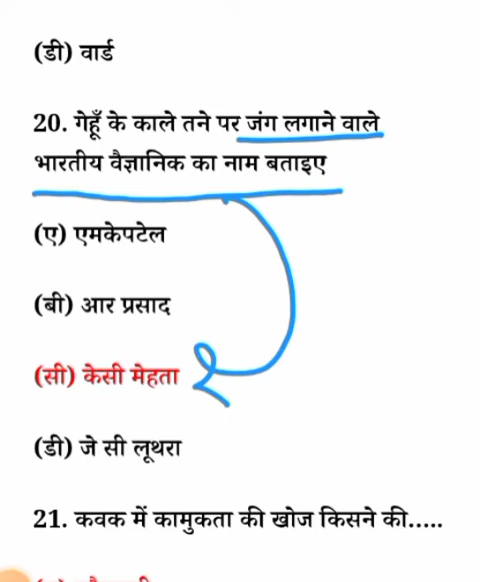 (डी) वार्ड
20. गेहूँ के काले तने पर जंग लगाने वाले
भारतीय वैज्ञानिक का नाम बताइए
(ए) एमकेपटेल
(बी) आर प्रसाद
(सी) केसी मेहता
(डी) जे सी लूथरा
21. कवक में कामुकता की खोज किसने की.....